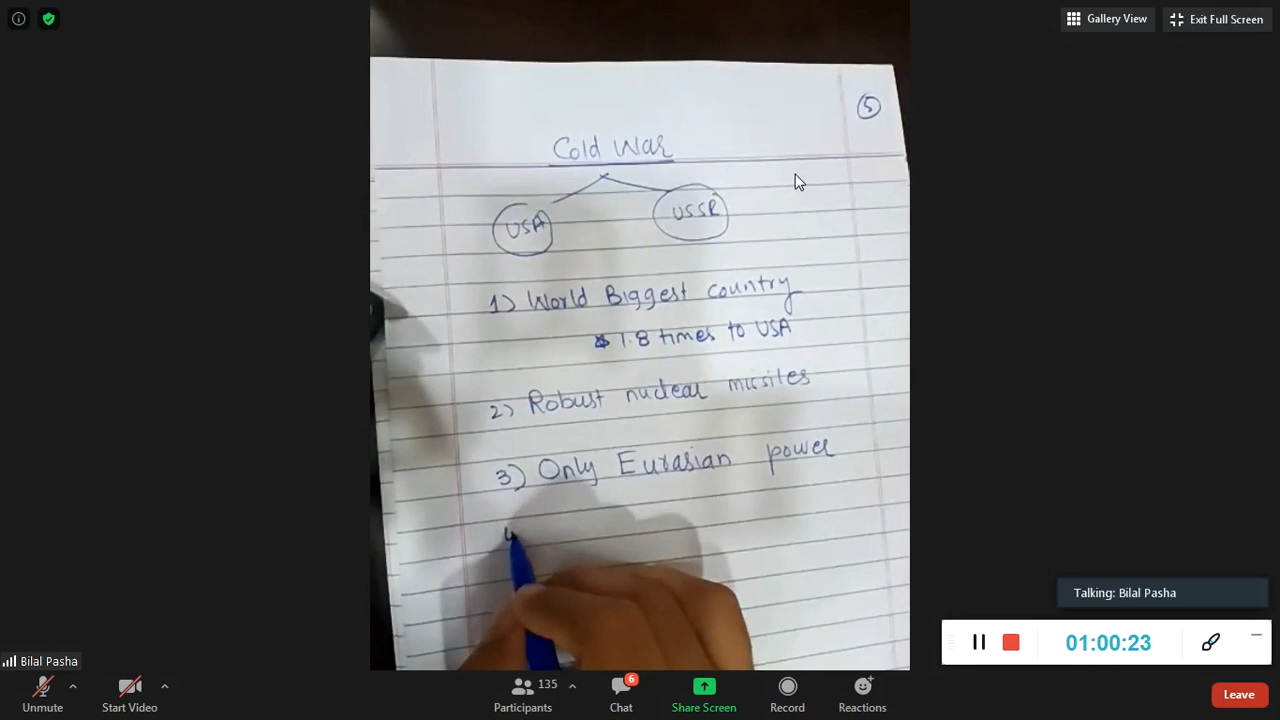 Gallery View
Exit Full Screen
5
Cold War
USA
USSR
1) World Biggest country
1.8 times to USA
2) Robust nuclear missiles
3) Only Eurasian power
4
Talking: Bilal Pasha
01:00:23
Bilal Pasha
Unmute
Start Video
135
Participants
6
Chat
Share Screen
Record
Reactions
Leave